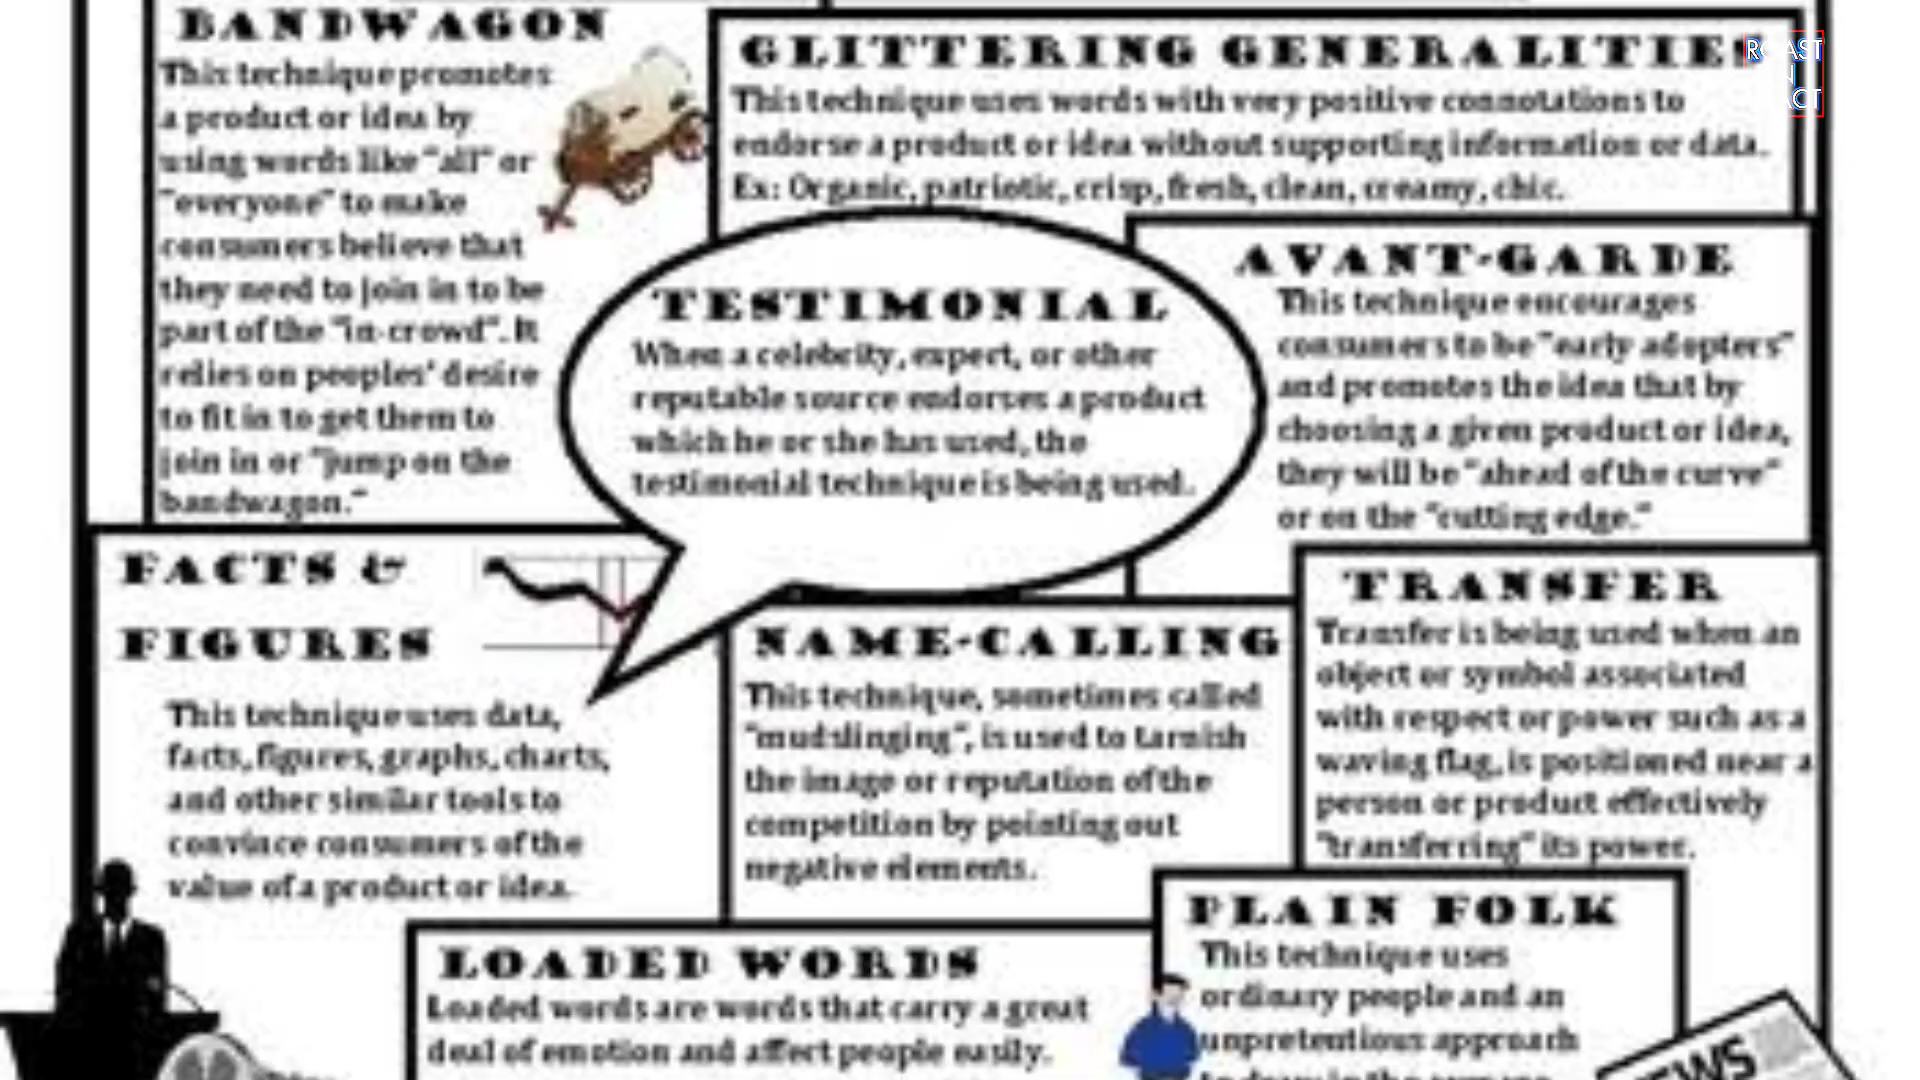 BANDWAGON
This technique promotes
a product or idea by
using words like "all" or
"everyone" to make
consumers believe that
they need to join in to be
part of the "in-crowd". It
relies on peoples' desire
to fit in to get them to
join in or "jump on the
bandwagon."
GLITTERING GENERALITIES
This technique uses words with very positive connotations to
endorse a product or idea without supporting information or data.
Ex: Organic, patriotic, crisp, fresh, clean, creamy, chic.
TESTIMONIAL
When a celebrity, expert, or other
reputable source endorses a product
which he or she has used, the
testimonial technique is being used.
AVANT-GARDE
This technique encourages
consumers to be "early adopters"
and promotes the idea that by
choosing a given product or idea,
they will be "ahead of the curve"
or on the "cutting edge."
FACTS &
FIGURES
This technique uses data,
facts, figures, graphs, charts,
and other similar tools to
convince consumers of the
value of a product or idea.
NAME-CALLING
This technique, sometimes called
"mudslinging", is used to tarnish
the image or reputation of the
competition by pointing out
negative elements.
TRANSFER
Transfer is being used when an
object or symbol associated
with respect or power such as a
waving flag, is positioned near a
person or product effectively
"transferring" its power.
LOADED WORDS
Loaded words are words that carry a great
deal of emotion and affect people easily.
PLAIN FOLK
This technique uses
ordinary people and an
unpretentious approach